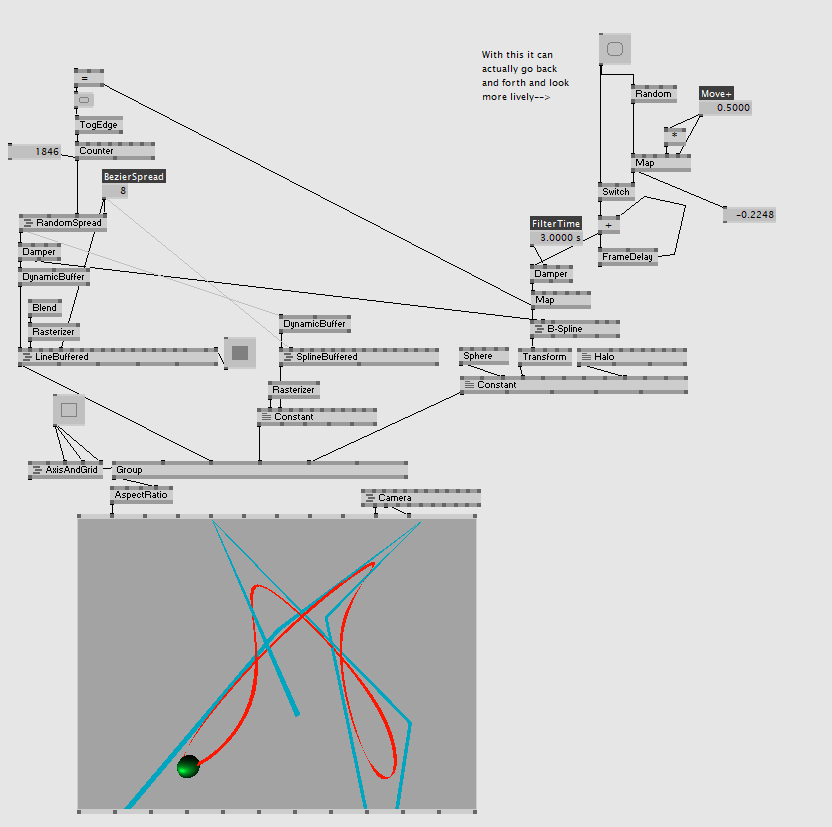 With this it can
actually go back
and forth and look
more lively-->
Random
Move+
0.5000
*
Map
Switch
-0.2248
+
FrameDelay
=
TogEdge
1846
Counter
BezierSpread
8
RandomSpread
Damper
DynamicBuffer
Blend
Rasterizer
LineBuffered
FilterTime
3.0000 s
Damper
Map
B-Spline
DynamicBuffer
SplineBuffered
Sphere
Transform
Halo
Constant
Rasterizer
Constant
AxisAndGrid
Group
AspectRatio
Camera